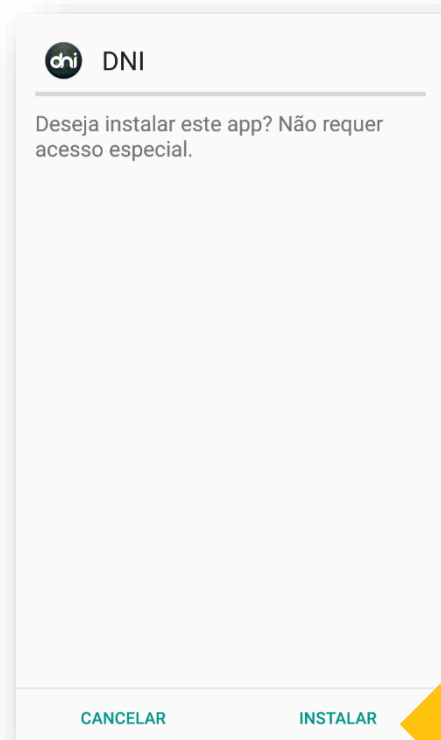 dni DNI
Deseja instalar este app? Não requer
acesso especial.
CANCELAR INSTALAR